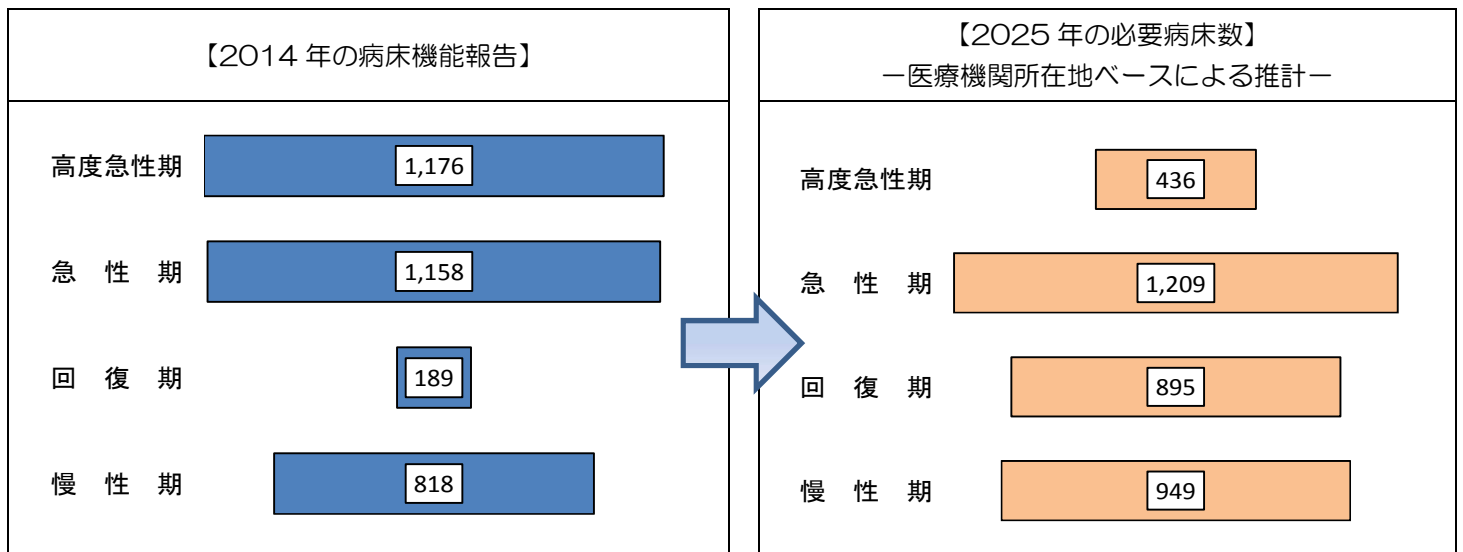 【2014 年の病床機能報告】
高度急性期 1,176
急 性 期 1,158
回 復 期 189
慢 性 期 818
【2025 年の必要病床数】
－医療機関所在地ベースによる推計－
高度急性期 436
急 性 期 1,209
回 復 期 895
慢 性 期 949